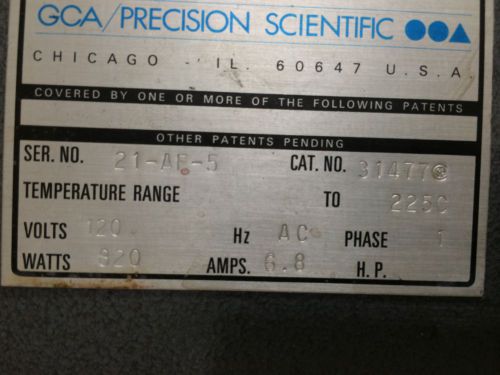 GCA/PRECISION SCIENTIFIC
CHICAGO - IL. 60647 U.S.A
COVERED BY ONE OR MORE OF THE FOLLOWING PATENTS
OTHER PATENTS PENDING
SER. NO. 21-AP-5 CAT. NO. 31477
TEMPERATURE RANGE TO 225C
VOLTS 120 Hz AC PHASE 1
WATTS 820 AMPS. 6.8 H.P.